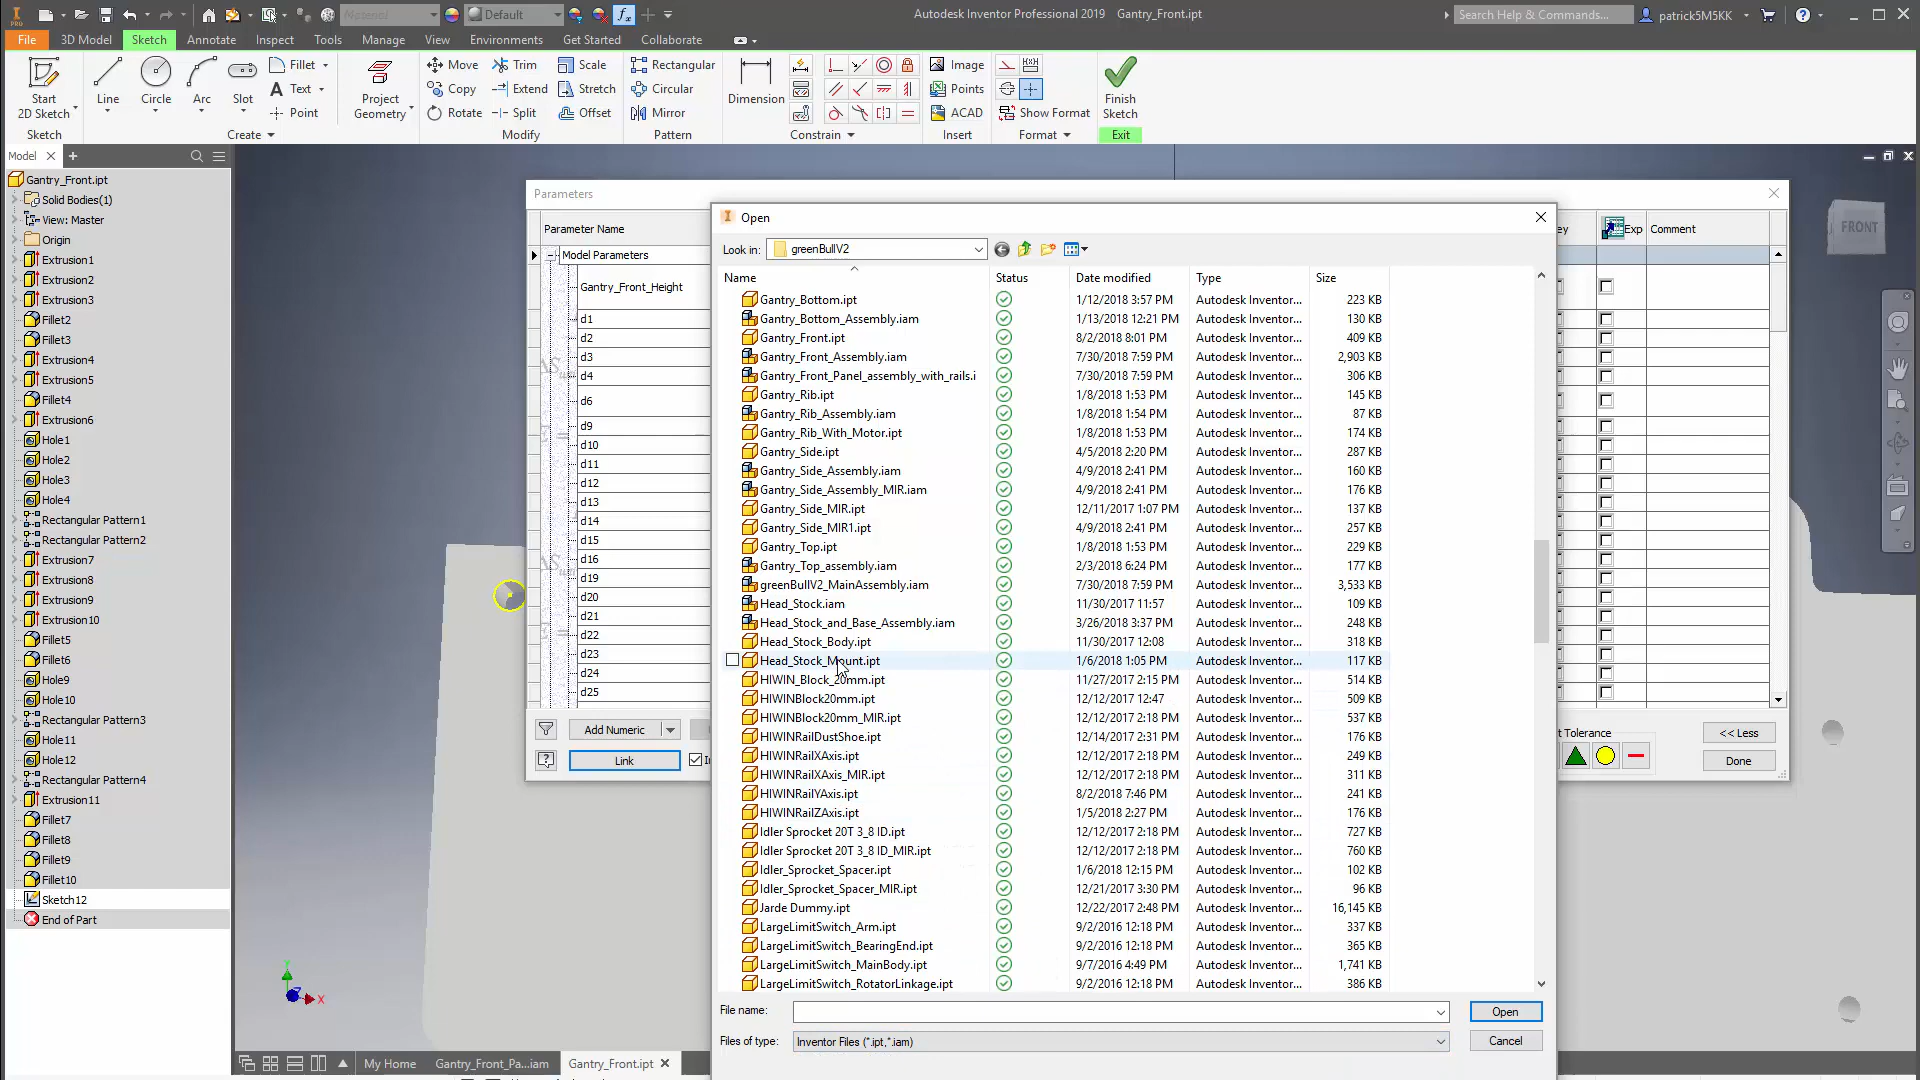 PRO
Material
Default
Autodesk Inventor Professional 2019 Gantry_Front.ipt
Search Help & Commands...
patrick5M5KK
File 3D Model Sketch Annotate Inspect Tools Manage View Environments Get Started Collaborate
Start
2D Sketch
Line
Circle
Arc
Slot
Fillet
Text
Point
Project
Geometry
Move
Copy
Rotate
Trim
Extend
Split
Scale
Stretch
Offset
Rectangular
Circular
Mirror
Dimension
Image
Points
ACAD
Show Format
Finish
Sketch
Sketch Create Modify Pattern Constrain Insert Format Exit
Model
Gantry_Front.ipt
Solid Bodies(1)
View: Master
Origin
Extrusion1
Extrusion2
Extrusion3
Fillet2
Fillet3
Extrusion4
Extrusion5
Fillet4
Extrusion6
Hole1
Hole2
Hole3
Hole4
Rectangular Pattern1
Rectangular Pattern2
Extrusion7
Extrusion8
Extrusion9
Extrusion10
Fillet5
Fillet6
Hole9
Hole10
Rectangular Pattern3
Hole11
Hole12
Rectangular Pattern4
Extrusion11
Fillet7
Fillet8
Fillet9
Fillet10
Sketch12
End of Part
Parameters
Parameter Name
Model Parameters
Gantry_Front_Height
d1
d2
d3
d4
d6
d9
d10
d11
d12
d13
d14
d15
d16
d19
d20
d21
d22
d23
d24
d25
Add Numeric
Link
ey Exp Comment
t Tolerance
<< Less
Done
FRONT
Open
Look in: greenBullV2
Name Status Date modified Type Size
Gantry_Bottom.ipt 1/12/2018 3:57 PM Autodesk Inventor... 223 KB
Gantry_Bottom_Assembly.iam 1/13/2018 12:21 PM Autodesk Inventor... 130 KB
Gantry_Front.ipt 8/2/2018 8:01 PM Autodesk Inventor... 409 KB
Gantry_Front_Assembly.iam 7/30/2018 7:59 PM Autodesk Inventor... 2,903 KB
Gantry_Front_Panel_assembly_with_rails.i 7/30/2018 7:59 PM Autodesk Inventor... 306 KB
Gantry_Rib.ipt 1/8/2018 1:53 PM Autodesk Inventor... 145 KB
Gantry_Rib_Assembly.iam 1/8/2018 1:54 PM Autodesk Inventor... 87 KB
Gantry_Rib_With_Motor.ipt 1/8/2018 1:53 PM Autodesk Inventor... 174 KB
Gantry_Side.ipt 4/5/2018 2:20 PM Autodesk Inventor... 287 KB
Gantry_Side_Assembly.iam 4/9/2018 2:41 PM Autodesk Inventor... 160 KB
Gantry_Side_Assembly_MIR.iam 4/9/2018 2:41 PM Autodesk Inventor... 176 KB
Gantry_Side_MIR.ipt 12/11/2017 1:07 PM Autodesk Inventor... 137 KB
Gantry_Side_MIR1.ipt 4/9/2018 2:41 PM Autodesk Inventor... 257 KB
Gantry_Top.ipt 1/8/2018 1:53 PM Autodesk Inventor... 229 KB
Gantry_Top_assembly.iam 2/3/2018 6:24 PM Autodesk Inventor... 177 KB
greenBullV2_MainAssembly.iam 7/30/2018 7:59 PM Autodesk Inventor... 3,533 KB
Head_Stock.iam 11/30/2017 11:57 Autodesk Inventor... 109 KB
Head_Stock_and_Base_Assembly.iam 3/26/2018 3:37 PM Autodesk Inventor... 248 KB
Head_Stock_Body.ipt 11/30/2017 12:08 Autodesk Inventor... 318 KB
Head_Stock_Mount.ipt 1/6/2018 1:05 PM Autodesk Inventor... 117 KB
HIWIN_Block_20mm.ipt 11/27/2017 2:15 PM Autodesk Inventor... 514 KB
HIWINBlock20mm.ipt 12/12/2017 12:47 Autodesk Inventor... 509 KB
HIWINBlock20mm_MIR.ipt 12/12/2017 2:18 PM Autodesk Inventor... 537 KB
HIWINRailDustShoe.ipt 12/14/2017 2:31 PM Autodesk Inventor... 176 KB
HIWINRailXAxis.ipt 12/12/2017 2:18 PM Autodesk Inventor... 249 KB
HIWINRailXAxis_MIR.ipt 12/12/2017 2:18 PM Autodesk Inventor... 311 KB
HIWINRailYAxis.ipt 8/2/2018 7:46 PM Autodesk Inventor... 241 KB
HIWINRailZAxis.ipt 1/5/2018 2:27 PM Autodesk Inventor... 176 KB
Idler Sprocket 20T 3_8 ID.ipt 12/12/2017 2:18 PM Autodesk Inventor... 727 KB
Idler Sprocket 20T 3_8 ID_MIR.ipt 12/12/2017 2:18 PM Autodesk Inventor... 760 KB
Idler_Sprocket_Spacer.ipt 1/6/2018 12:15 PM Autodesk Inventor... 102 KB
Idler_Sprocket_Spacer_MIR.ipt 12/21/2017 3:30 PM Autodesk Inventor... 96 KB
Jarde Dummy.ipt 12/22/2017 2:48 PM Autodesk Inventor... 16,145 KB
LargeLimitSwitch_Arm.ipt 9/2/2016 12:18 PM Autodesk Inventor... 337 KB
LargeLimitSwitch_BearingEnd.ipt 9/2/2016 12:18 PM Autodesk Inventor... 365 KB
LargeLimitSwitch_MainBody.ipt 9/7/2016 4:49 PM Autodesk Inventor... 1,741 KB
LargeLimitSwitch_RotatorLinkage.ipt 9/2/2016 12:18 PM Autodesk Inventor... 386 KB
File name:
Open
Files of type: Inventor Files (*.ipt,*.iam)
Cancel
Y
Z
X
My Home Gantry_Front_Pa...iam Gantry_Front.ipt